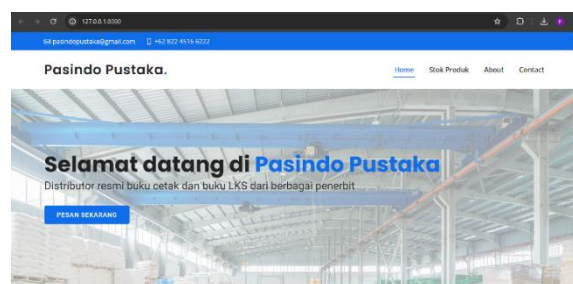 127.0.0.1:8000
pasindopustaka@gmail.com +62 822 4516 6222
Pasindo Pustaka.
Home Stok Produk About Contact
Selamat datang di Pasindo Pustaka
Distributor resmi buku cetak dan buku LKS dari berbagai penerbit
PESAN SEKARANG